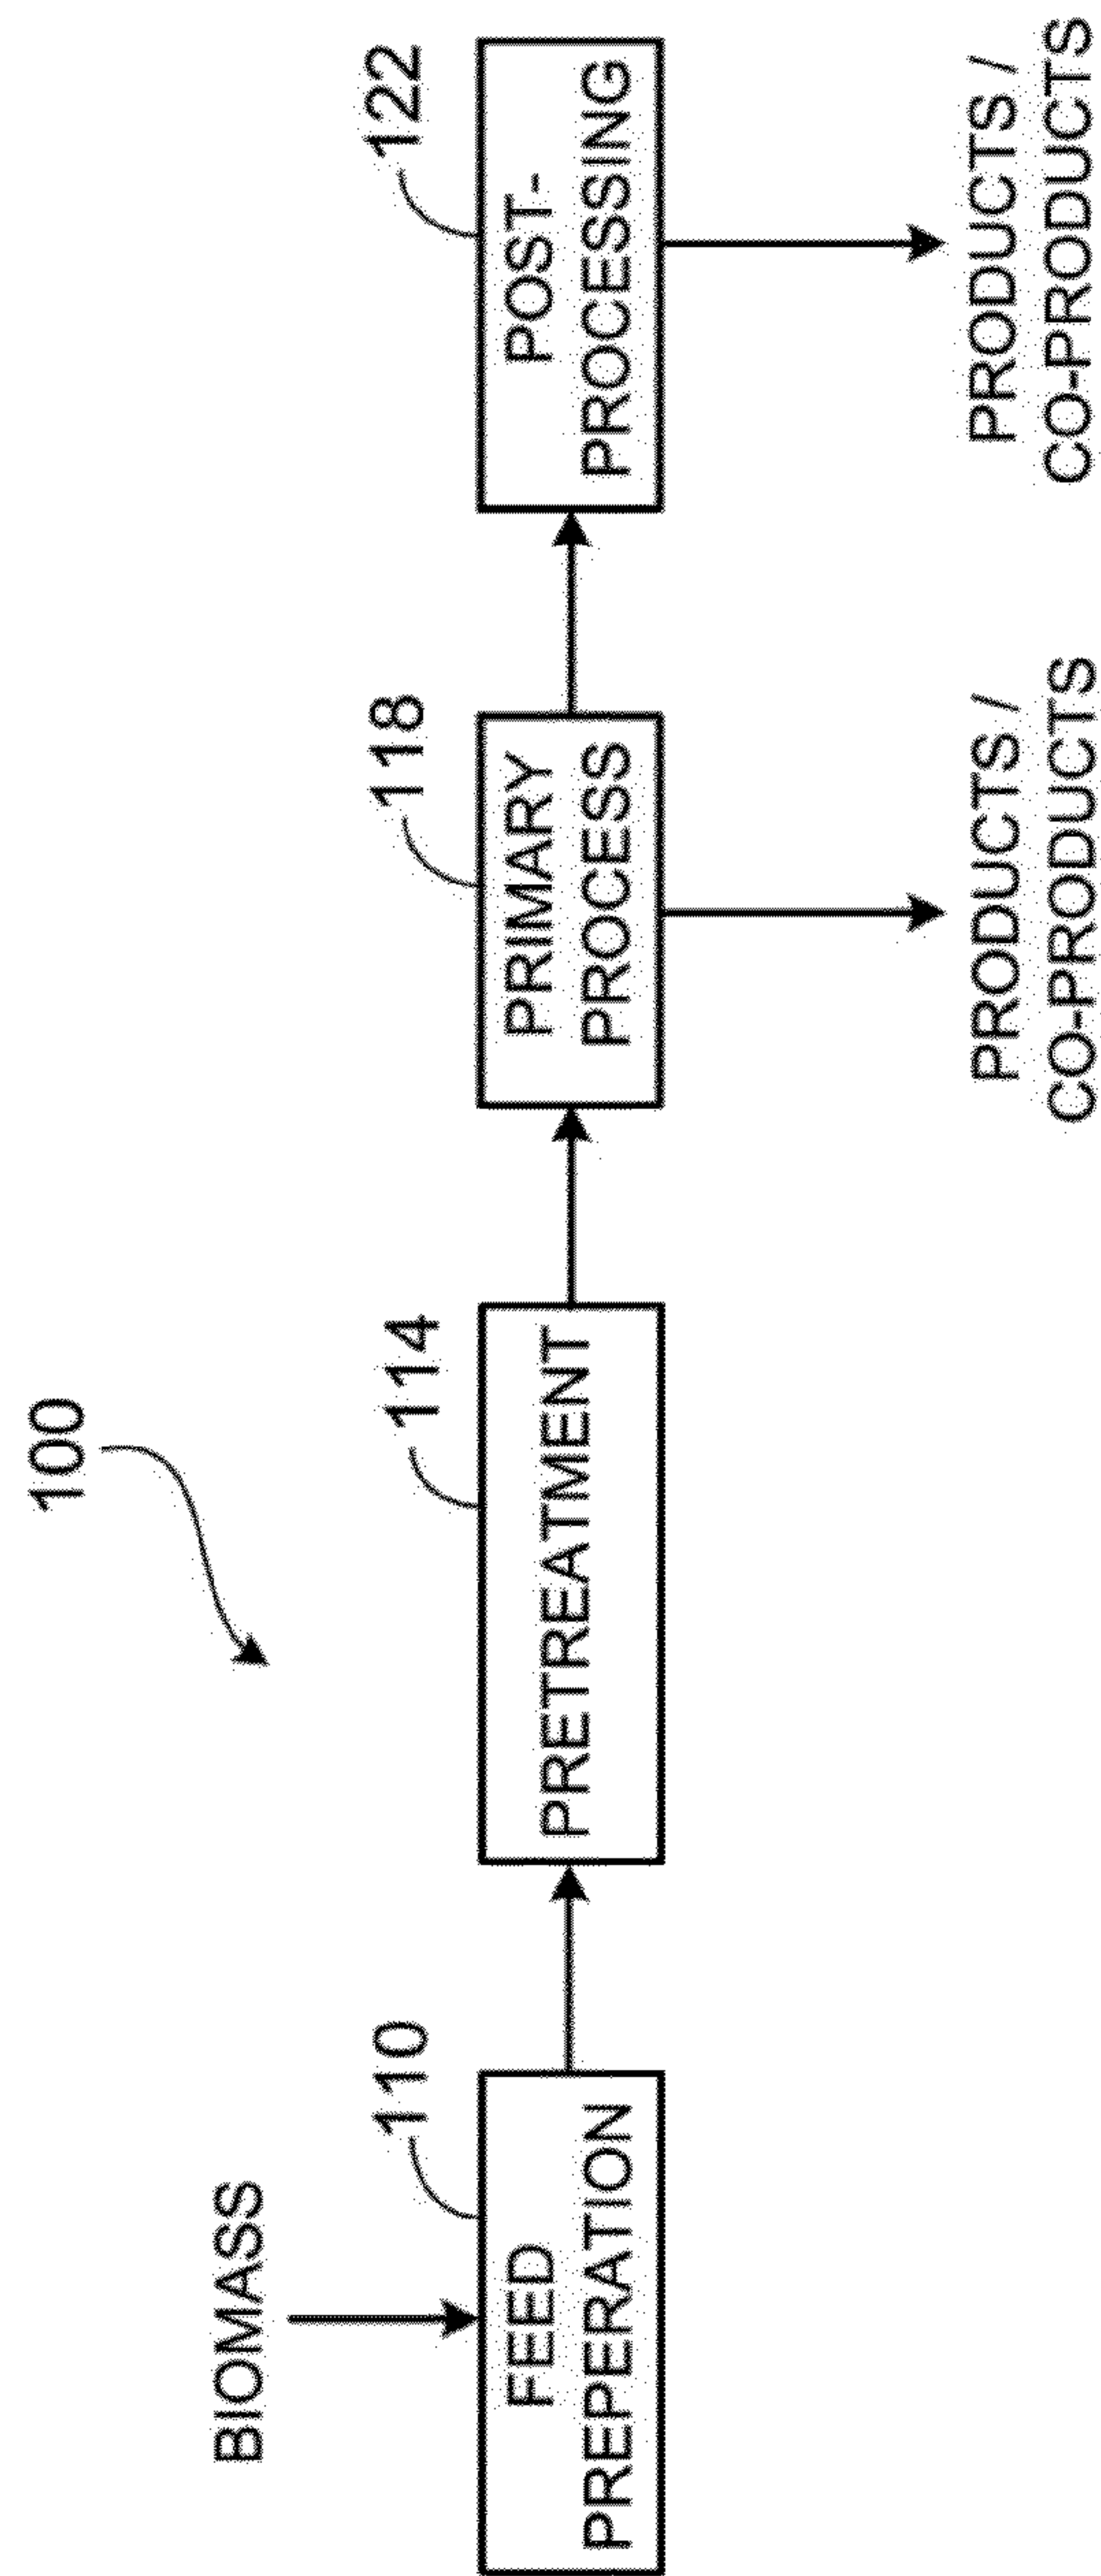 100
BIOMASS
110
FEED
PREPERATION
114
PRETREATMENT
118
PRIMARY
PROCESS
122
POST-
PROCESSING
PRODUCTS /
CO-PRODUCTS
PRODUCTS /
CO-PRODUCTS